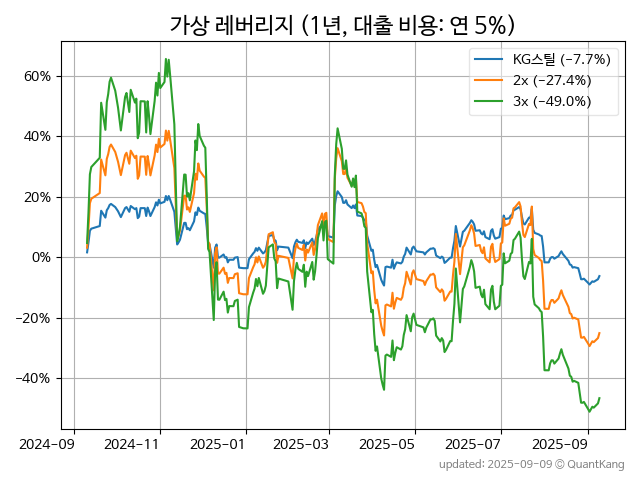 가상 레버리지 (1년, 대출 비용: 연 5%)
KG스틸 (-7.7%)
2x (-27.4%)
3x (-49.0%)
60%
40%
20%
0%
-20%
-40%
2024-09 2024-11 2025-01 2025-03 2025-05 2025-07 2025-09
updated: 2025-09-09 © QuantKang